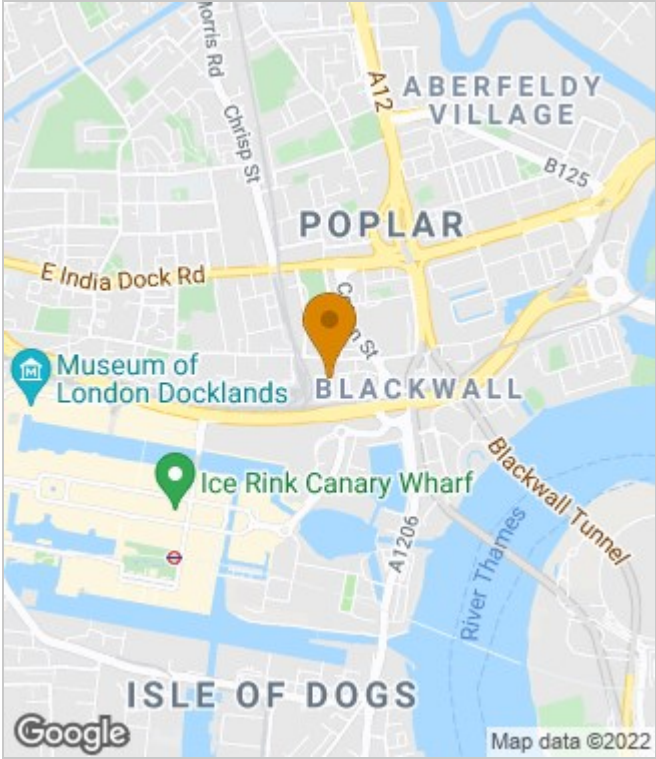 Morris Rd
Chrisp St
A12
ABERFELDY
VILLAGE
B125
POPLAR
E India Dock Rd
Museum of
London Docklands
BLACKWALL
Ice Rink Canary Wharf
Blackwall Tunnel
A1206
River Thames
ISLE OF DOGS
Google
Map data ©2022